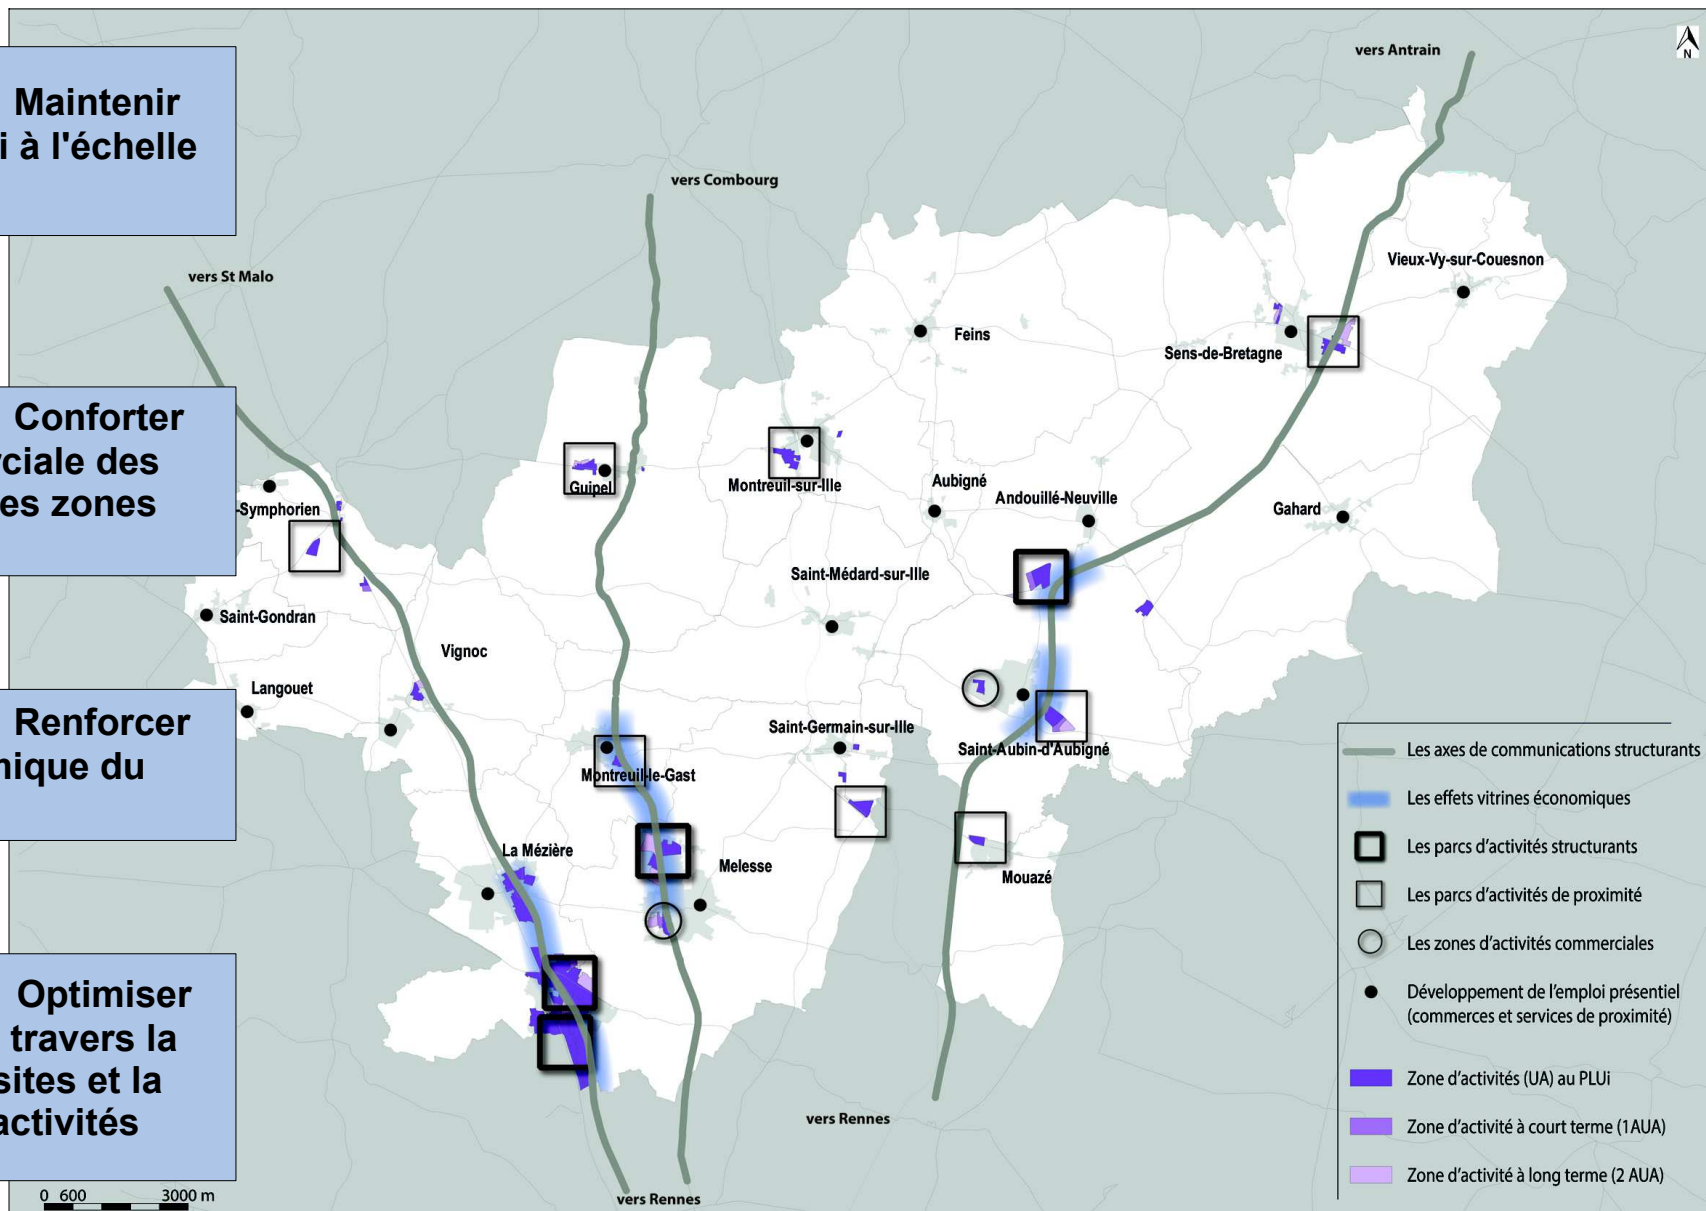 Maintenir
i à l'échelle
Conforter
rciale des
es zones
Renforcer
nique du
Optimiser
travers la
sites et la
activités
vers Antrain
N
vers Combourg
vers St Malo
Vieux-Vy-sur-Couesnon
Feins
Sens-de-Bretagne
Guipel
Montreuil-sur-Ille
Aubigné
Andouillé-Neuville
Gahard
-Symphorien
Saint-Médard-sur-Ille
Saint-Gondran
Vignoc
Langouet
Saint-Germain-sur-Ille
Saint-Aubin-d'Aubigné
Montreuil-le-Gast
La Mézière
Melesse
Mouazé
vers Rennes
vers Rennes
0 600 3000 m
Les axes de communications structurants
Les effets vitrines économiques
Les parcs d'activités structurants
Les parcs d'activités de proximité
Les zones d'activités commerciales
Développement de l'emploi présentiel
(commerces et services de proximité)
Zone d'activités (UA) au PLUi
Zone d'activité à court terme (1AUA)
Zone d'activité à long terme (2 AUA)